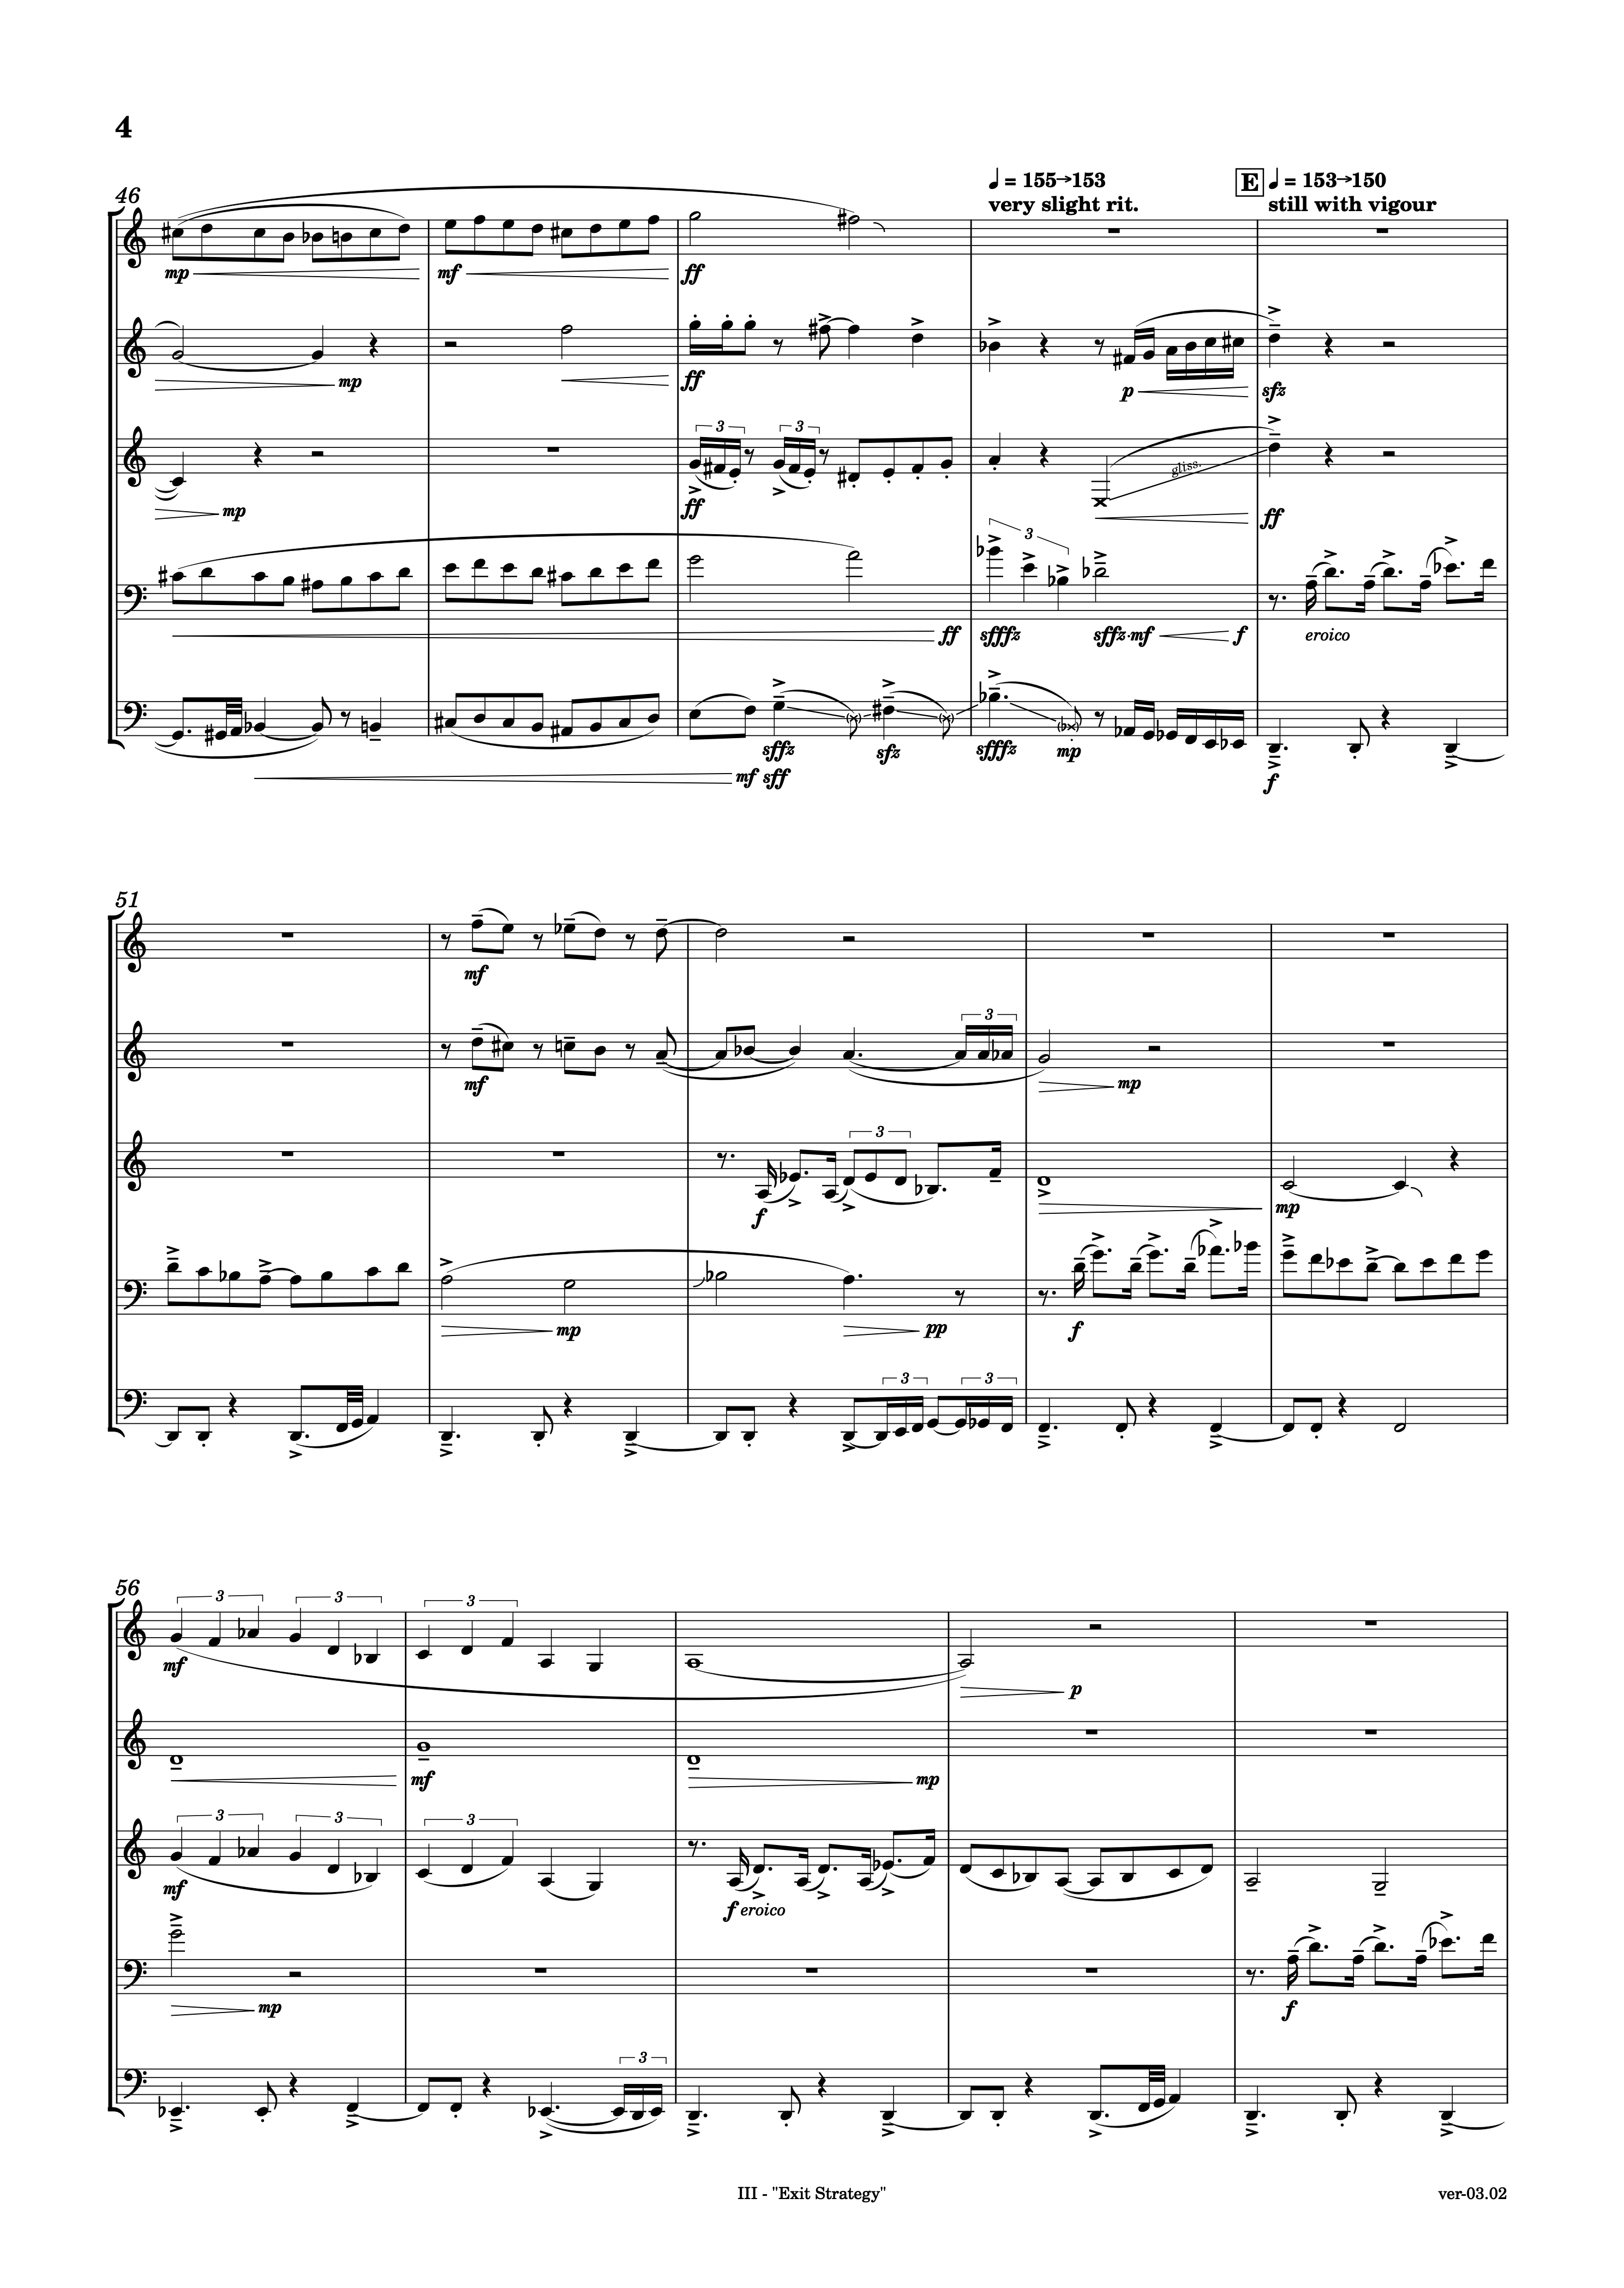 4
♩ = 155→153
very slight rit.
E ♩ = 153→150
still with vigour
46
mp mf ff
mp ff p sfz
3 3
gliss.
mp ff ff
3
ff sfffz sffz-mf f eroico
sffz sfz sfffz mp
mf sff f
51
mf
3
mf mp
3
f mp
mp pp f
3 3
56
3 3 3
mf p
mf mp
3 3 3
mf f eroico
mp f
3
III - "Exit Strategy"
ver-03.02